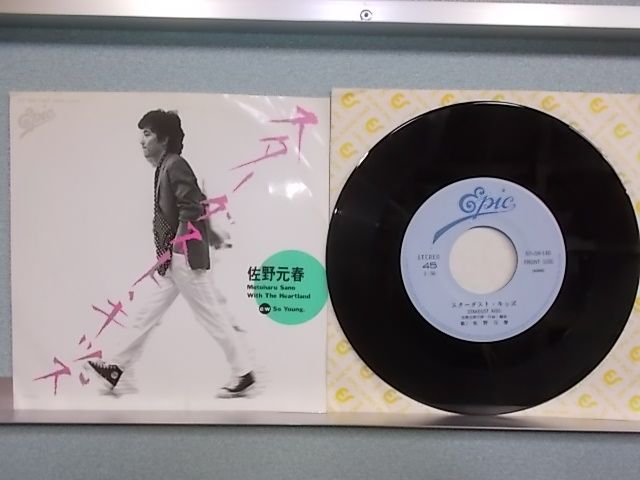 Epic
スターダスト・キッズ
佐野元春
Motoharu Sano
With The Heartland
c/w So Young.
Epic
STEREO
45
FRONT SIDE
スターダスト・キッズ
STARDUST KIDS
佐野元春